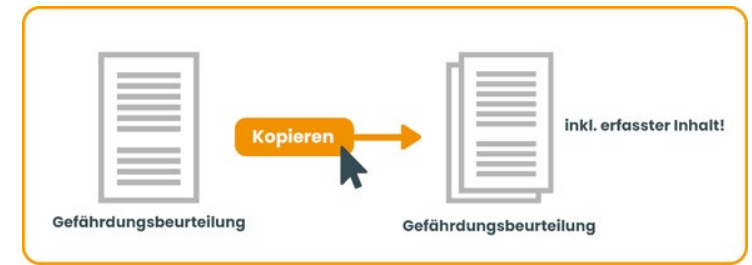 Kopieren
inkl. erfasster Inhalt!
Gefährdungsbeurteilung
Gefährdungsbeurteilung